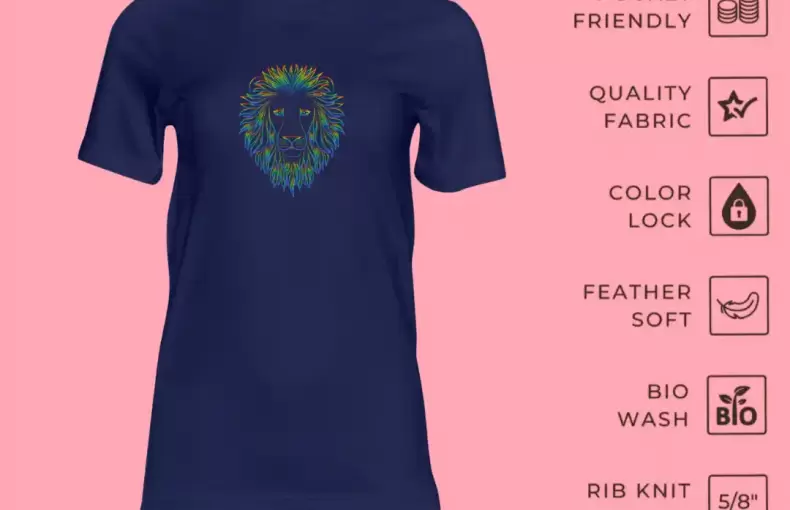 FRIENDLY
QUALITY
FABRIC
COLOR
LOCK
FEATHER
SOFT
BIO
WASH
BIO
RIB KNIT
5/8"